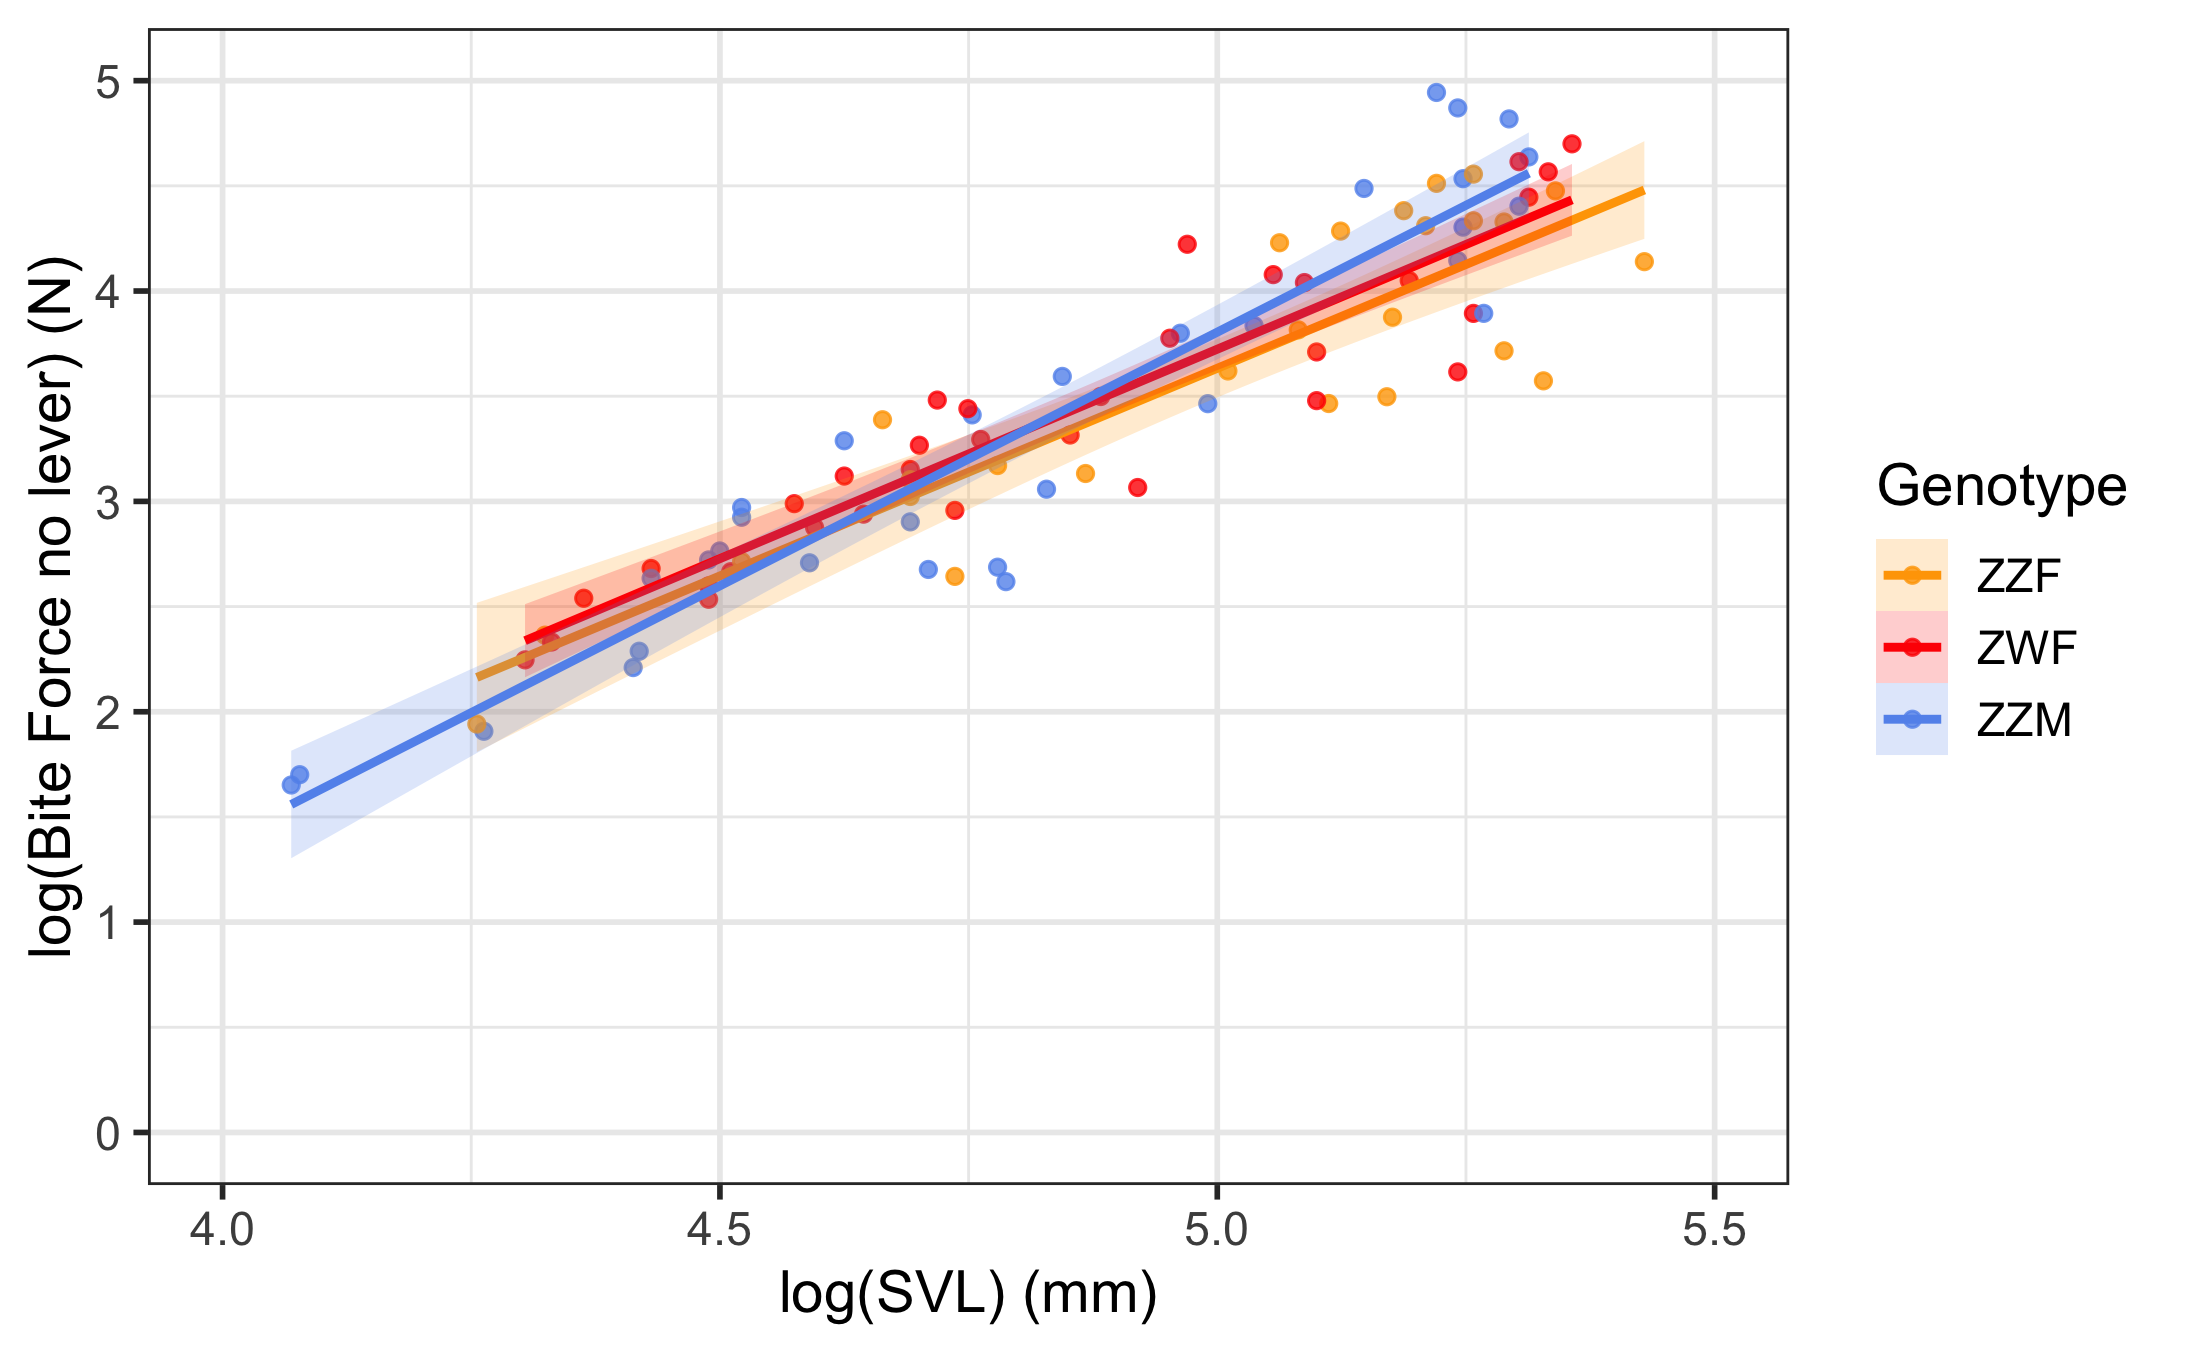 log(Bite Force no lever) (N)
5
4
3
2
1
0
4.0 4.5 5.0 5.5
log(SVL) (mm)
Genotype
ZZF
ZWF
ZZM